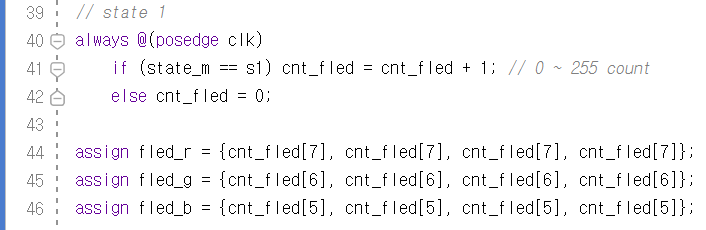 39 // state 1
40 always @(posedge clk)
41 if (state_m == s1) cnt_fled = cnt_fled + 1; // 0 ~ 255 count
42 else cnt_fled = 0;
43
44 assign fled_r = {cnt_fled[7], cnt_fled[7], cnt_fled[7], cnt_fled[7]};
45 assign fled_g = {cnt_fled[6], cnt_fled[6], cnt_fled[6], cnt_fled[6]};
46 assign fled_b = {cnt_fled[5], cnt_fled[5], cnt_fled[5], cnt_fled[5]};